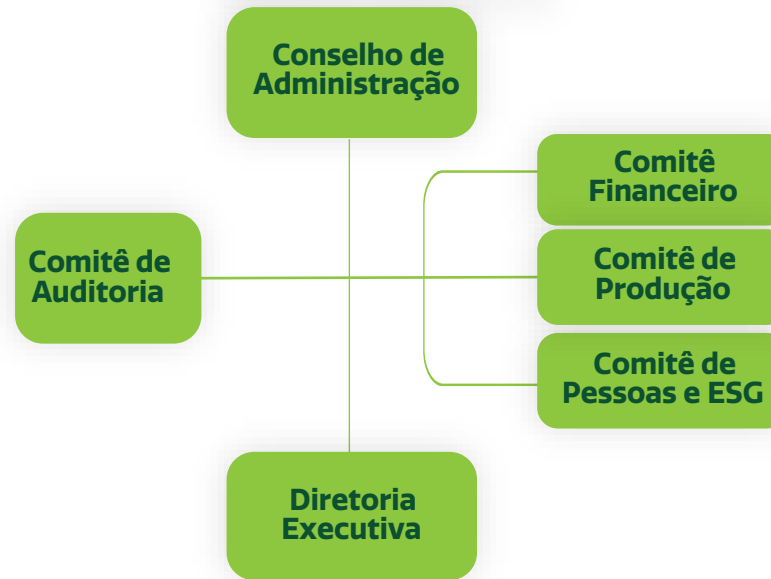 Conselho de
Administração
Comitê
Financeiro
Comitê de
Auditoria
Comitê de
Produção
Comitê de
Pessoas e ESG
Diretoria
Executiva